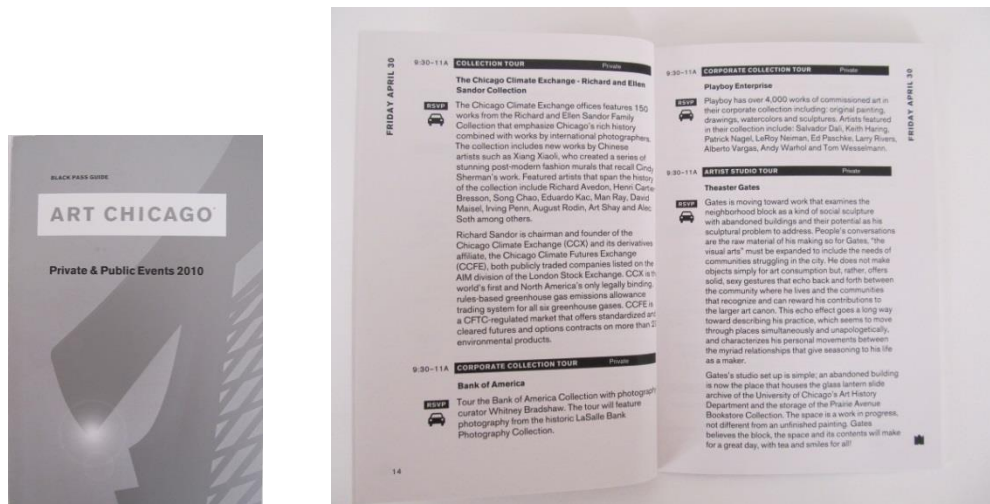 BLACK PASS GUIDE
ART CHICAGO
Private & Public Events 2010
FRIDAY APRIL 30
9:30–11A COLLECTION TOUR Private
The Chicago Climate Exchange - Richard and Ellen
Sandor Collection
RSVP
The Chicago Climate Exchange offices features 150
works from the Richard and Ellen Sandor Family
Collection that emphasize Chicago's rich history
combined with works by international photographers.
The collection includes new works by Chinese
artists such as Xiang Xiaoli, who created a series of
stunning post-modern fashion murals that recall Cindy
Sherman's work. Featured artists that span the history
of the collection include Richard Avedon, Henri Cartier
Bresson, Song Chao, Eduardo Kac, Man Ray, David
Maisel, Irving Penn, August Rodin, Art Shay and Alec
Soth among others.
Richard Sandor is chairman and founder of the
Chicago Climate Exchange (CCX) and its derivatives
affiliate, the Chicago Climate Futures Exchange
(CCFE), both publicly traded companies listed on the
AIM division of the London Stock Exchange. CCX is th
world's first and North America's only legally binding,
rules-based greenhouse gas emissions allowance
trading system for all six greenhouse gases. CCFE is
a CFTC-regulated market that offers standardized and
cleared futures and options contracts on more than
environmental products.
9:30–11A CORPORATE COLLECTION TOUR Private
Bank of America
RSVP
Tour the Bank of America Collection with photography
curator Whitney Bradshaw. The tour will feature
photography from the historic LaSalle Bank
Photography Collection.
14
9:30–11A CORPORATE COLLECTION TOUR Private
Playboy Enterprise
RSVP
Playboy has over 4,000 works of commissioned art in
their corporate collection including: original painting,
drawings, watercolors and sculptures. Artists featured
in their collection include: Salvador Dali, Keith Haring,
Patrick Nagel, LeRoy Neiman, Ed Paschke, Larry Rivers,
Alberto Vargas, Andy Warhol and Tom Wesselmann.
FRIDAY APRIL 30
9:30–11A ARTIST STUDIO TOUR Private
Theaster Gates
RSVP
Gates is moving toward work that examines the
neighborhood block as a kind of social sculpture
with abandoned buildings and their potential as his
sculptural problem to address. People's conversations
are the raw material of his making so for Gates, "the
visual arts" must be expanded to include the needs of
communities struggling in the city. He does not make
objects simply for art consumption but, rather, offers
solid, sexy gestures that echo back and forth between
the community where he lives and the communities
that recognize and can reward his contributions to
the larger art canon. This echo effect goes a long way
toward describing his practice, which seems to move
through places simultaneously and unapologetically,
and characterizes his personal movements between
the myriad relationships that give seasoning to his life
as a maker.
Gates's studio set up is simple; an abandoned building
is now the place that houses the glass lantern slide
archive of the University of Chicago's Art History
Department and the storage of the Prairie Avenue
Bookstore Collection. The space is a work in progress,
not different from an unfinished painting. Gates
believes the block, the space and its contents will make
for a great day, with tea and smiles for all!